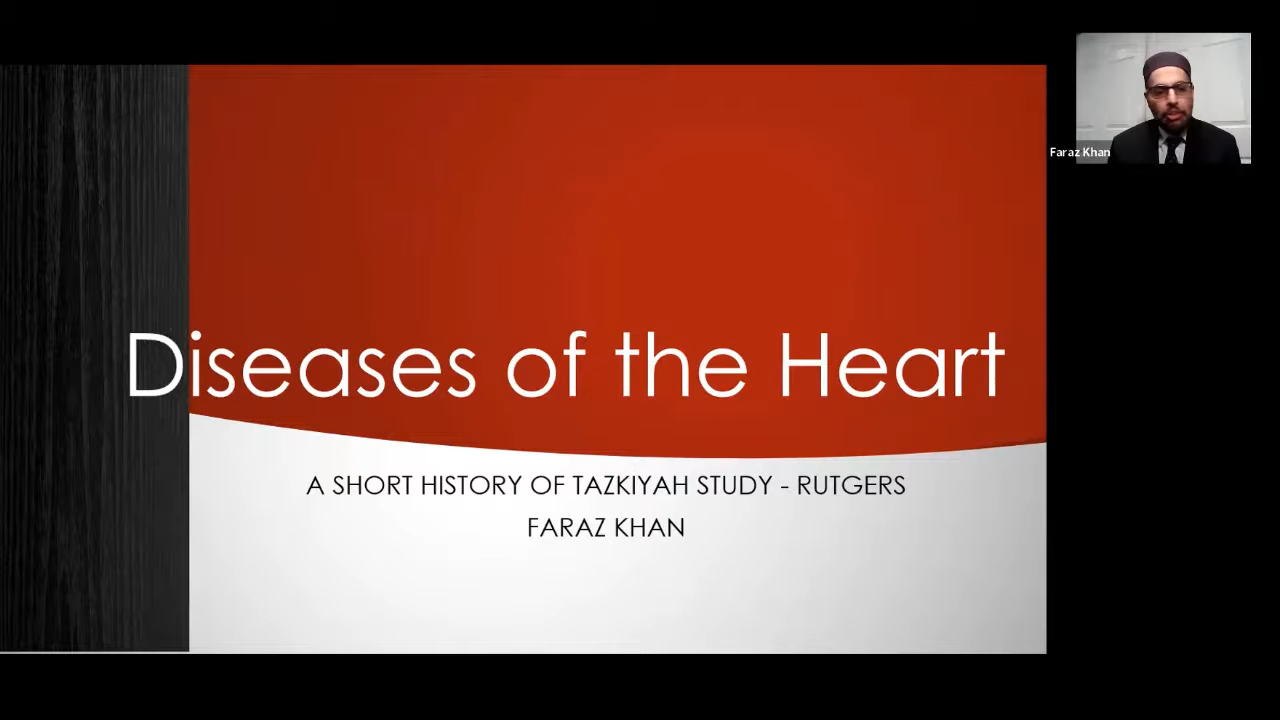 Diseases of the Heart
A SHORT HISTORY OF TAZKIYAH STUDY - RUTGERS
FARAZ KHAN
Faraz Khan